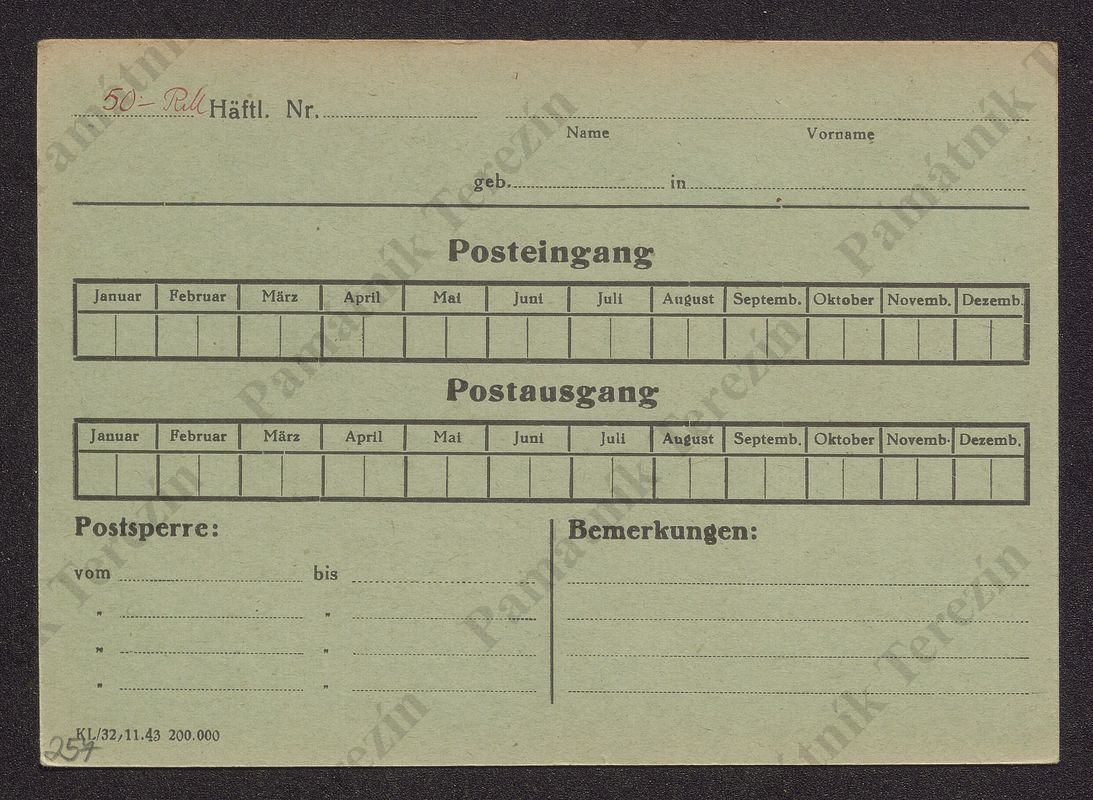 50 - RM Häftl. Nr.
Name Vorname
geb. in
Posteingang
Januar Februar März April Mai Juni Juli August Septemb. Oktober Novemb. Dezemb.
Postausgang
Januar Februar März April Mai Juni Juli August Septemb. Oktober Novemb. Dezemb.
Postsperre: Bemerkungen:
vom bis
" "
" "
" "
KL/32, 11.43 200.000
Památník Terezín